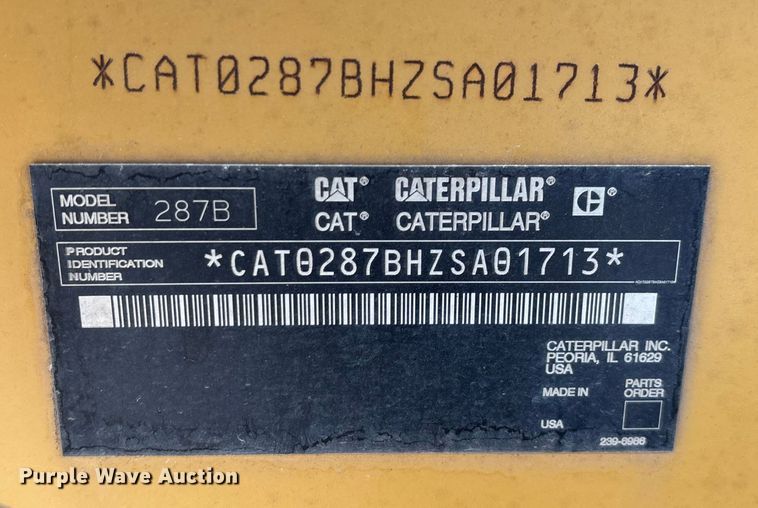 *CAT0287BHZSA01713*
MODEL NUMBER 287B
CAT® CATERPILLAR®
CAT® CATERPILLAR®
PRODUCT IDENTIFICATION NUMBER *CAT0287BHZSA01713*
CATERPILLAR INC.
PEORIA, IL 61629
USA
MADE IN
USA
PARTS ORDER
239-6986
Purple Wave Auction